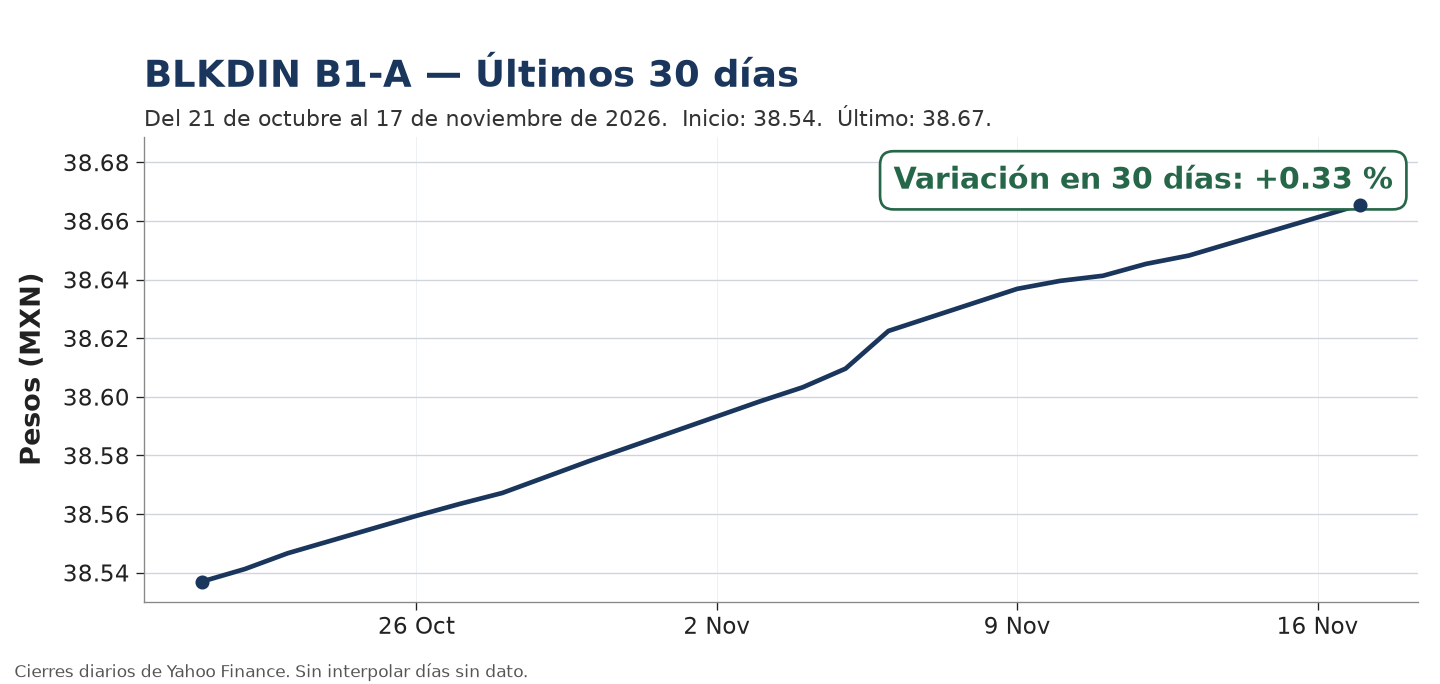 BLKDIN B1-A — Últimos 30 días
Del 21 de octubre al 17 de noviembre de 2026.  Inicio: 38.54.  Último: 38.67.
Variación en 30 días: +0.33 %
Pesos (MXN)
38.68
38.66
38.64
38.62
38.60
38.58
38.56
38.54
26 Oct
2 Nov
9 Nov
16 Nov
Cierres diarios de Yahoo Finance. Sin interpolar días sin dato.